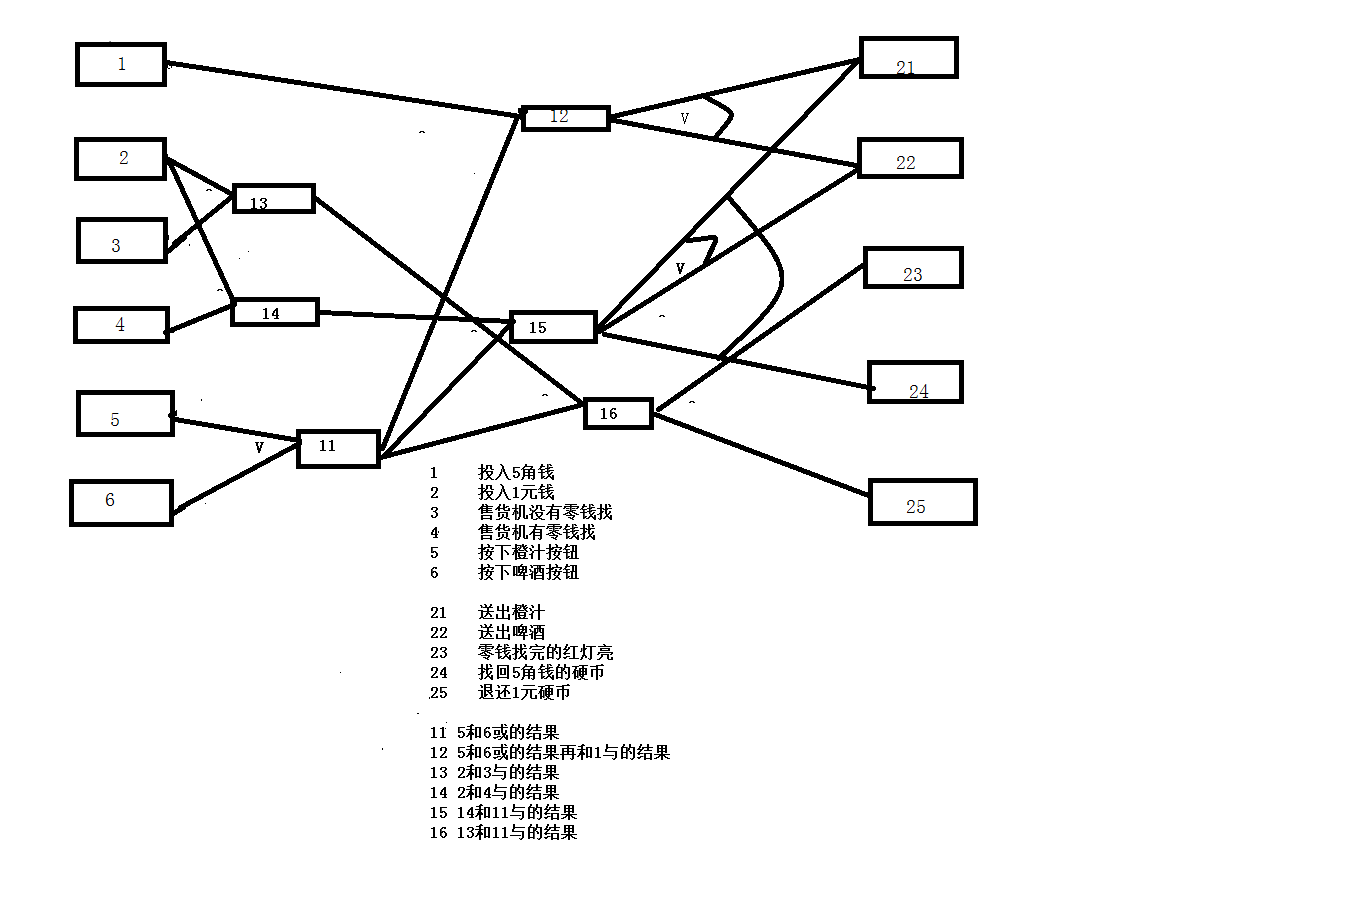 1
21
12
V
2
22
13
3
V
23
14
4
15
24
5
16
V
11
6
25
1 投入5角钱
2 投入1元钱
3 售货机没有零钱找
4 售货机有零钱找
5 按下橙汁按钮
6 按下啤酒按钮
21 送出橙汁
22 送出啤酒
23 零钱找完的红灯亮
24 找回5角钱的硬币
25 退还1元硬币
11 5和6或的结果
12 5和6或的结果再和1与的结果
13 2和3与的结果
14 2和4与的结果
15 14和11与的结果
16 13和11与的结果